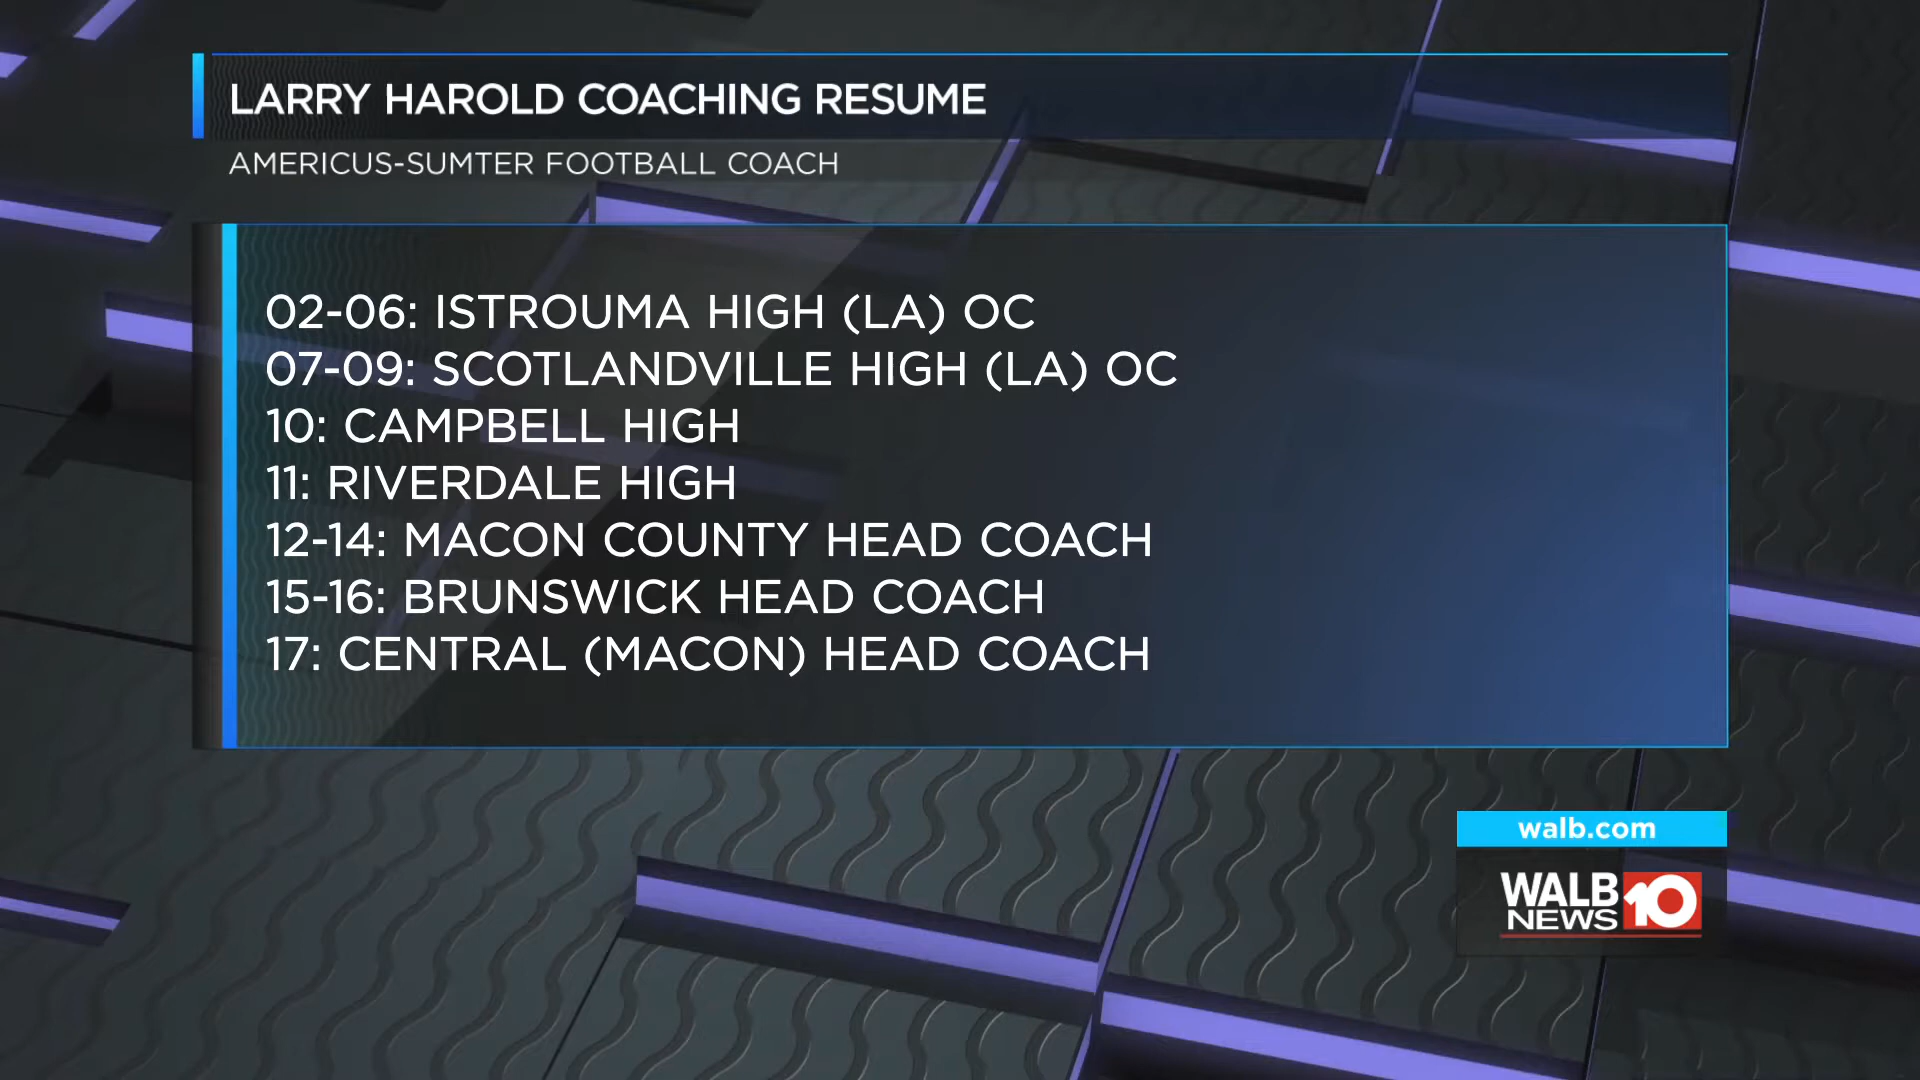 LARRY HAROLD COACHING RESUME
AMERICUS-SUMTER FOOTBALL COACH
02-06: ISTROUMA HIGH (LA) OC
07-09: SCOTLANDVILLE HIGH (LA) OC
10: CAMPBELL HIGH
11: RIVERDALE HIGH
12-14: MACON COUNTY HEAD COACH
15-16: BRUNSWICK HEAD COACH
17: CENTRAL (MACON) HEAD COACH
walb.com
WALB 10
NEWS